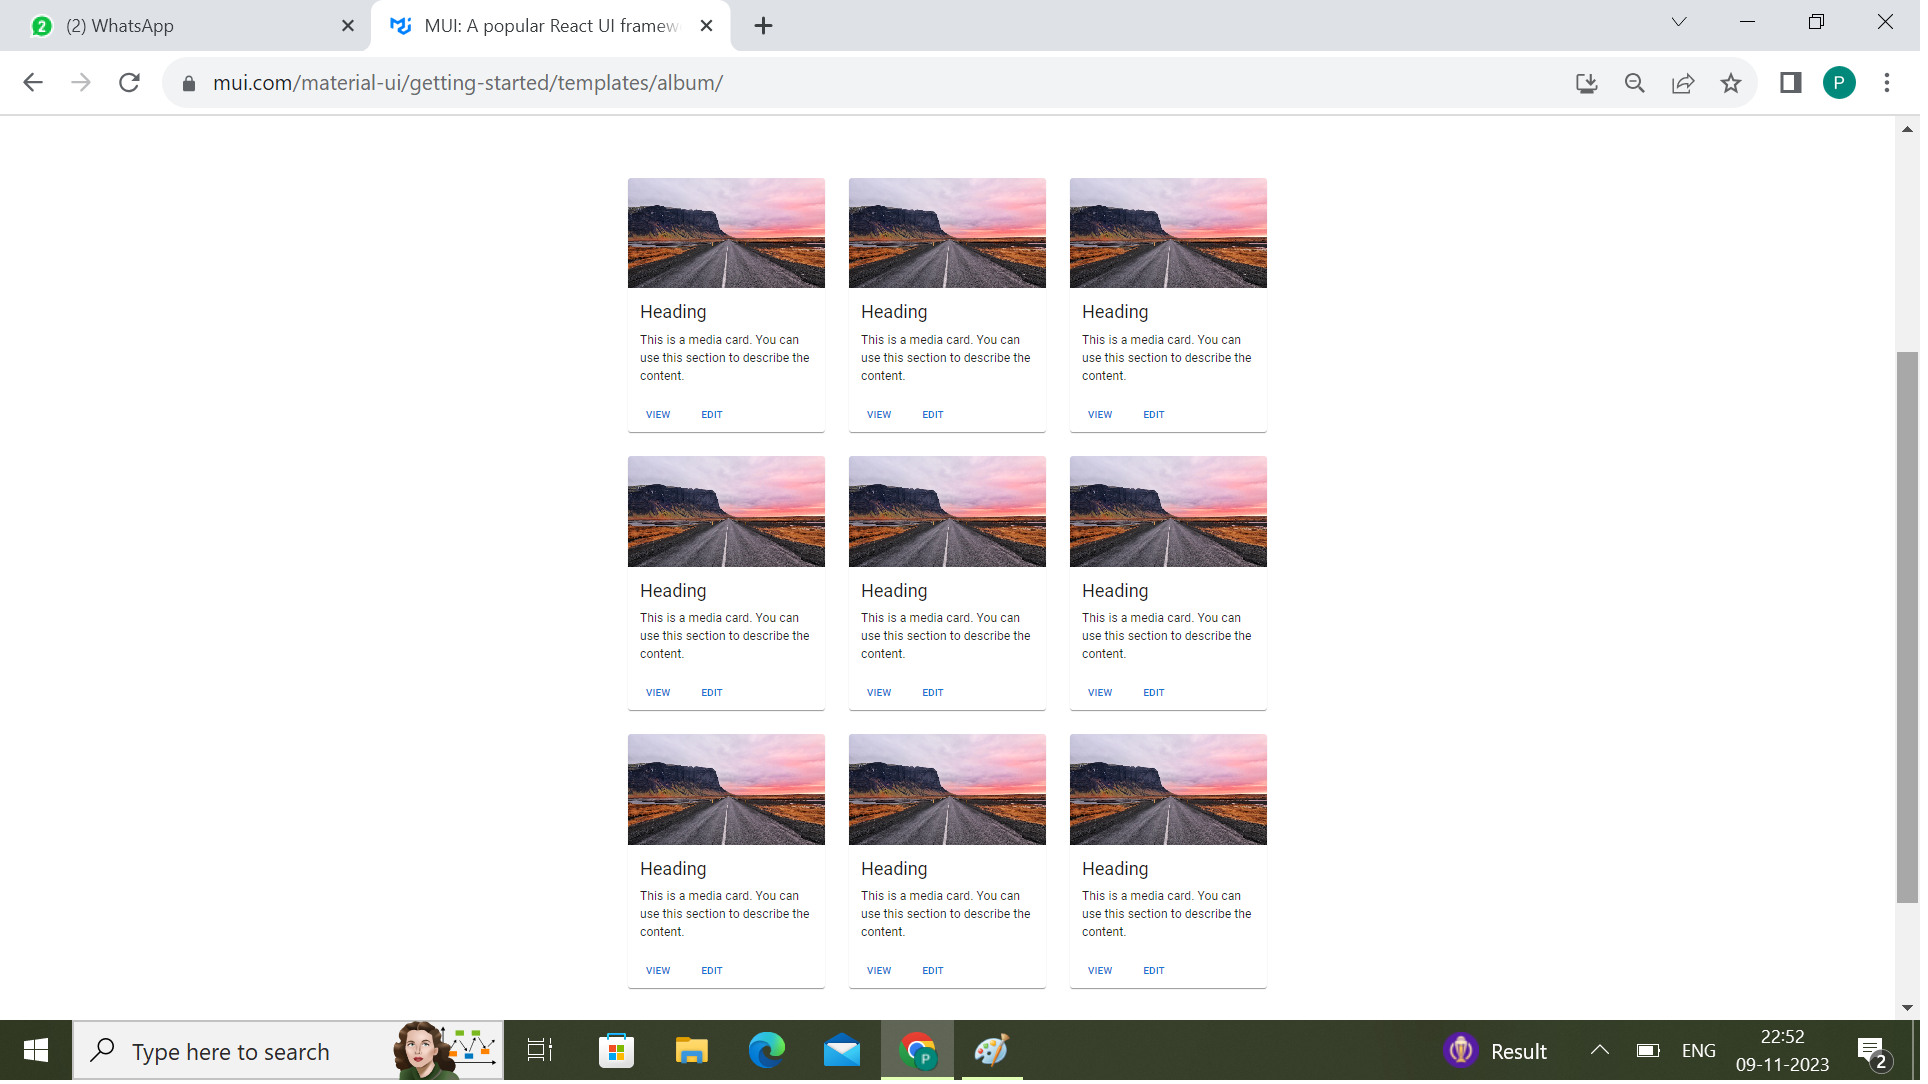 (2) WhatsApp
MUI: A popular React UI framew
mui.com/material-ui/getting-started/templates/album/
P
Heading Heading Heading
This is a media card. You can This is a media card. You can This is a media card. You can
use this section to describe the use this section to describe the use this section to describe the
content. content. content.
VIEW EDIT VIEW EDIT VIEW EDIT
Heading Heading Heading
This is a media card. You can This is a media card. You can This is a media card. You can
use this section to describe the use this section to describe the use this section to describe the
content. content. content.
VIEW EDIT VIEW EDIT VIEW EDIT
Heading Heading Heading
This is a media card. You can This is a media card. You can This is a media card. You can
use this section to describe the use this section to describe the use this section to describe the
content. content. content.
VIEW EDIT VIEW EDIT VIEW EDIT
Type here to search
P
Result
ENG
22:52
09-11-2023
2